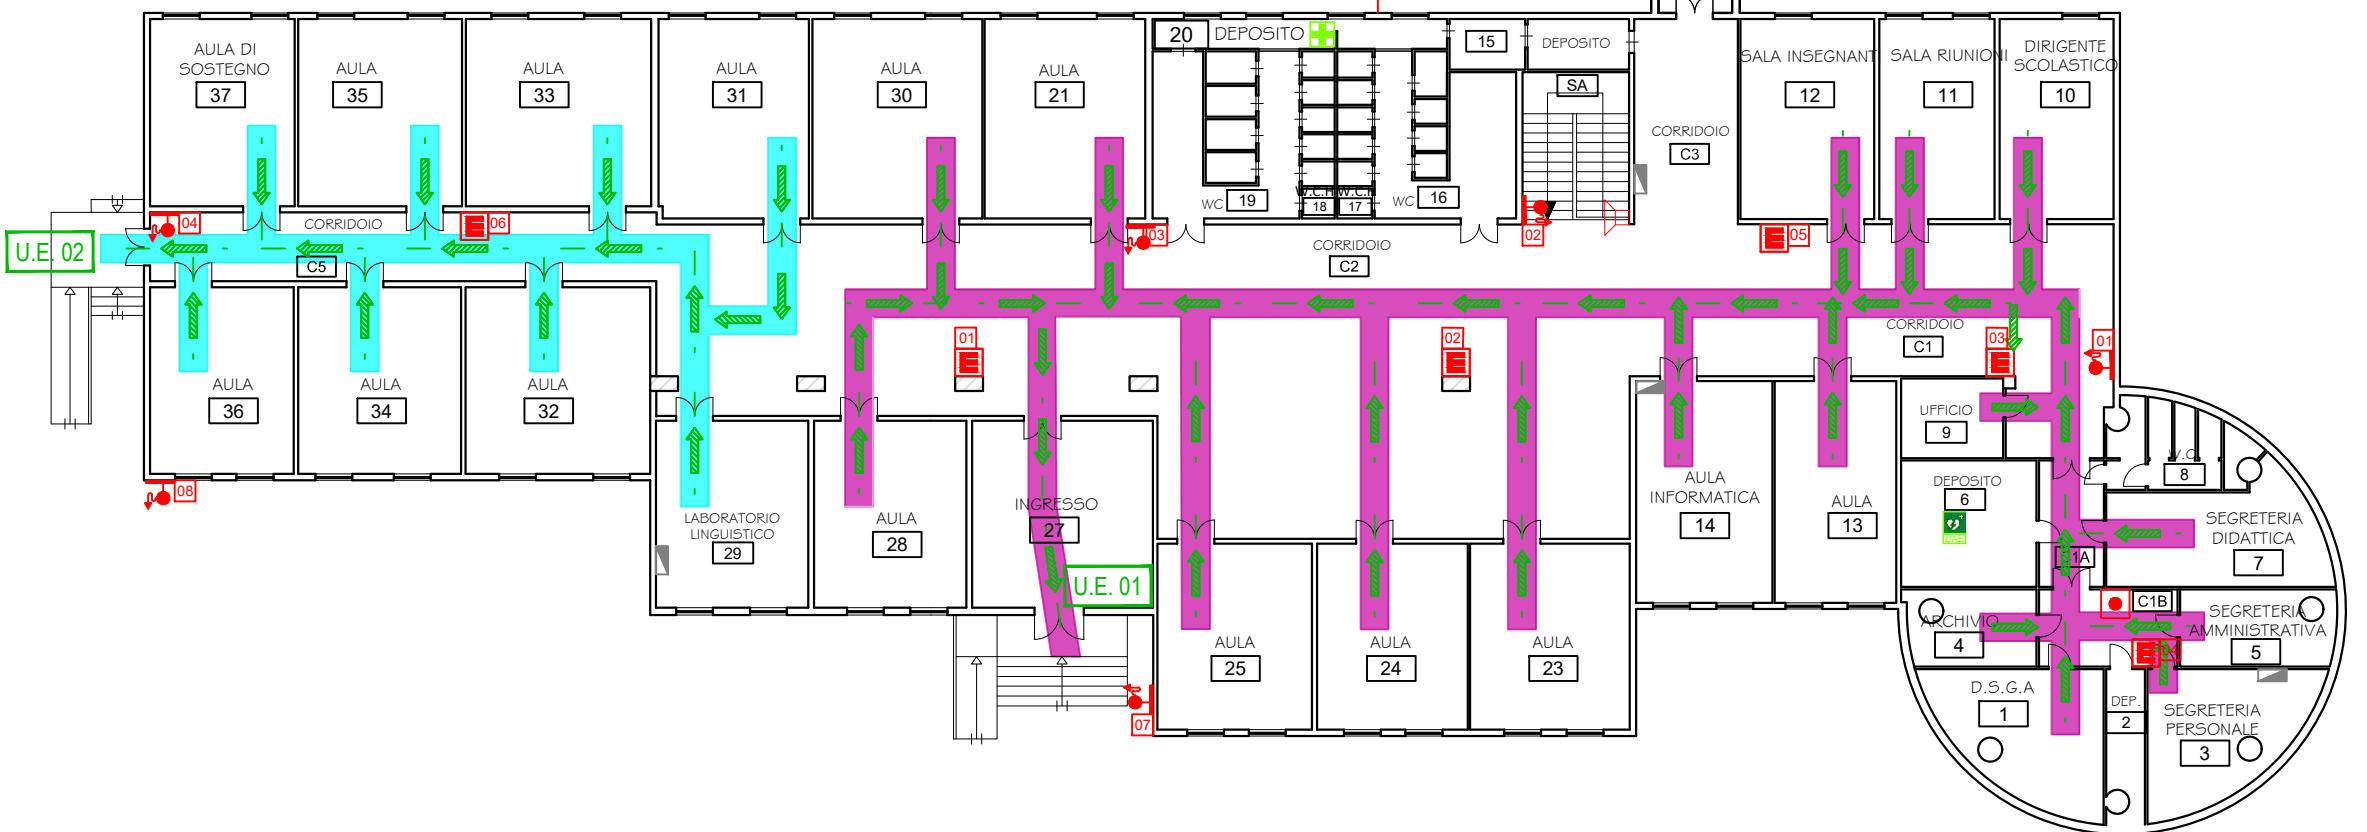 AULA DI
SOSTEGNO
37
AULA
35
AULA
33
AULA
31
AULA
30
AULA
21
20
DEPOSITO
15
DEPOSITO
SA
CORRIDOIO
C3
SALA INSEGNANTI
12
SALA RIUNIONI
11
DIRIGENTE
SCOLASTICO
10
WC
19
W.C.H
18
W.C.H
17
WC
16
04
CORRIDOIO
06
03
02
05
U.E. 02
C5
CORRIDOIO
C2
01
02
CORRIDOIO
C1
03
01
AULA
36
AULA
34
AULA
32
UFFICIO
9
W.C.
8
08
LABORATORIO
LINGUISTICO
29
AULA
28
INGRESSO
27
AULA
INFORMATICA
14
AULA
13
DEPOSITO
6
DAE
SEGRETERIA
DIDATTICA
7
1A
U.E. 01
C1B
ARCHIVIO
4
SEGRETERIA
AMMINISTRATIVA
5
AULA
25
AULA
24
AULA
23
D.S.G.A
1
DEP.
2
SEGRETERIA
PERSONALE
3
07